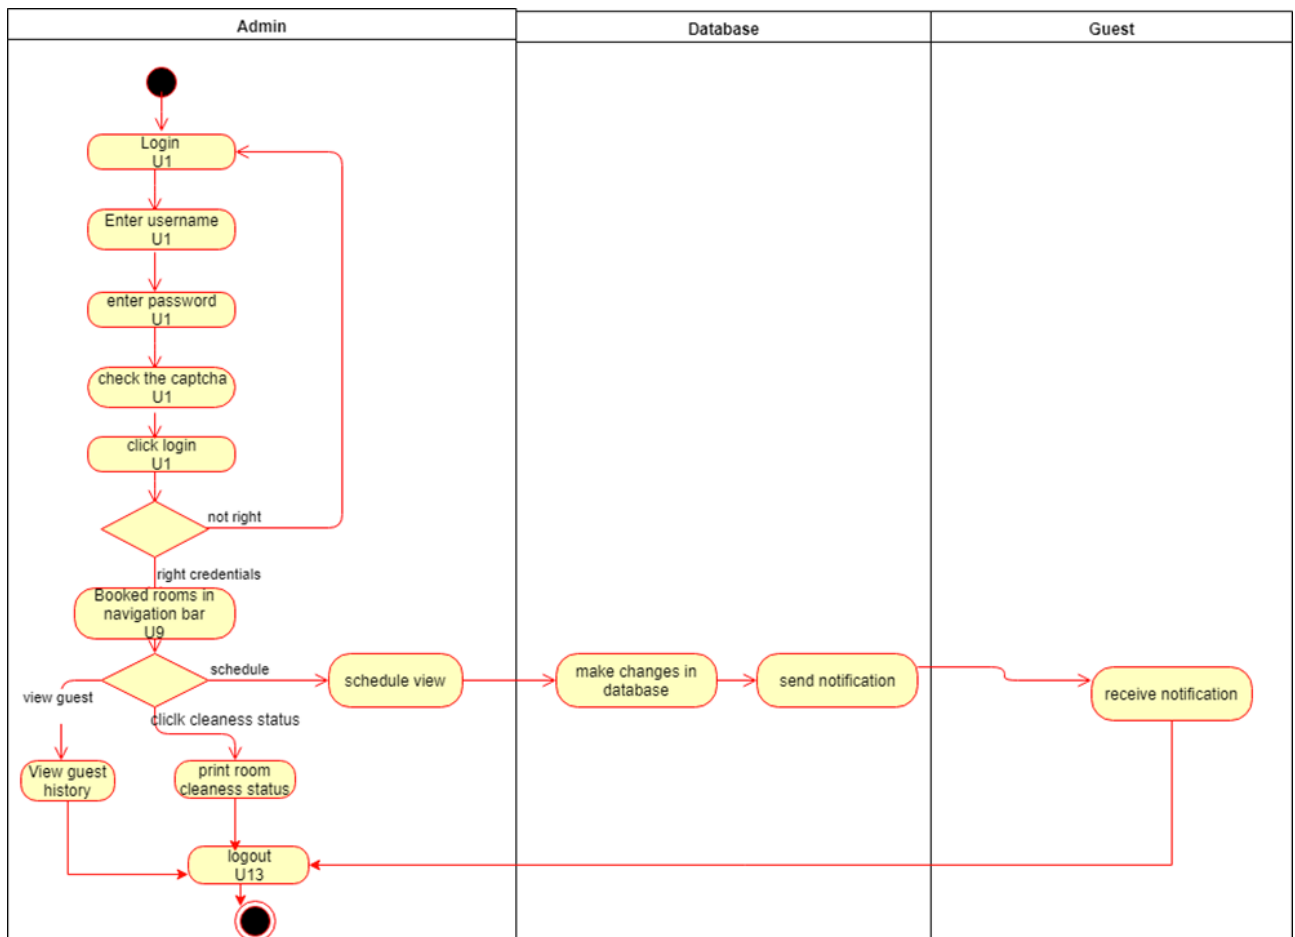 Admin
Database
Guest
Login
U1
Enter username
U1
enter password
U1
check the captcha
U1
click login
U1
not right
right credentials
Booked rooms in
navigation bar
U9
schedule
view guest
cliclk cleaness status
schedule view
make changes in
database
send notification
receive notification
View guest
history
print room
cleaness status
logout
U13